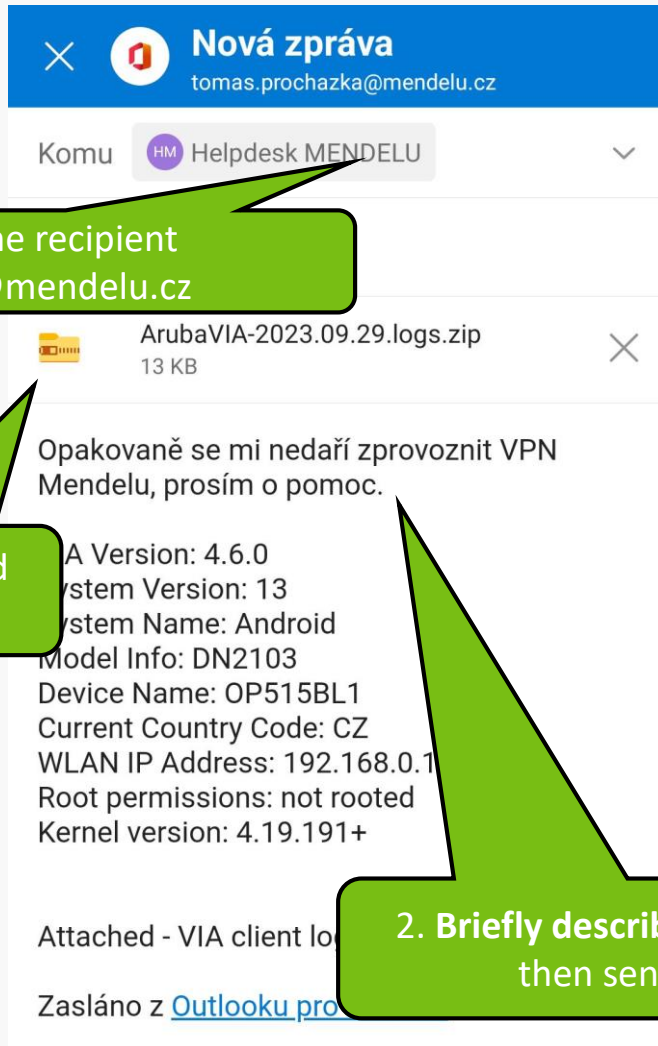 Nová zpráva
tomas.prochazka@mendelu.cz
Komu HM Helpdesk MENDELU
recipient
mendelu.cz
ArubaVIA-2023.09.29.logs.zip
13 KB
Opakovaně se mi nedaří zprovoznit VPN
Mendelu, prosím o pomoc.
A Version: 4.6.0
ystem Version: 13
ystem Name: Android
Model Info: DN2103
Device Name: OP515BL1
Current Country Code: CZ
WLAN IP Address: 192.168.0.1
Root permissions: not rooted
Kernel version: 4.19.191+
Attached - VIA client
2. Briefly describ
then sen
Zasláno z Outlooku pro